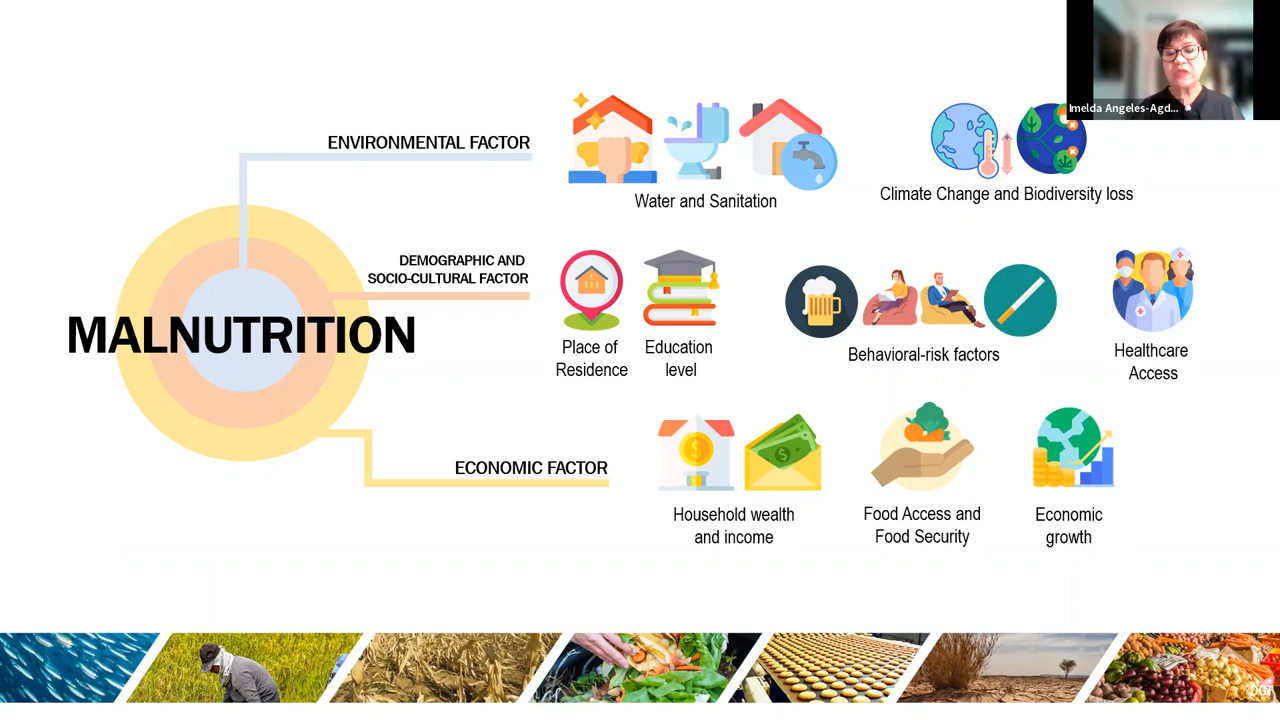 Imelda Angeles-Agd...
ENVIRONMENTAL FACTOR
Water and Sanitation
Climate Change and Biodiversity loss
DEMOGRAPHIC AND
SOCIO-CULTURAL FACTOR
MALNUTRITION
Place of
Residence
Education
level
Behavioral-risk factors
Healthcare
Access
ECONOMIC FACTOR
Household wealth
and income
Food Access and
Food Security
Economic
growth